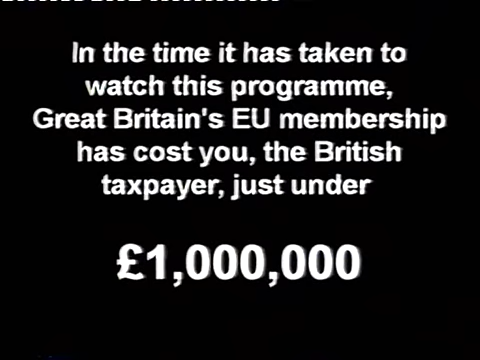 In the time it has taken to
watch this programme,
Great Britain's EU membership
has cost you, the British
taxpayer, just under
£1,000,000